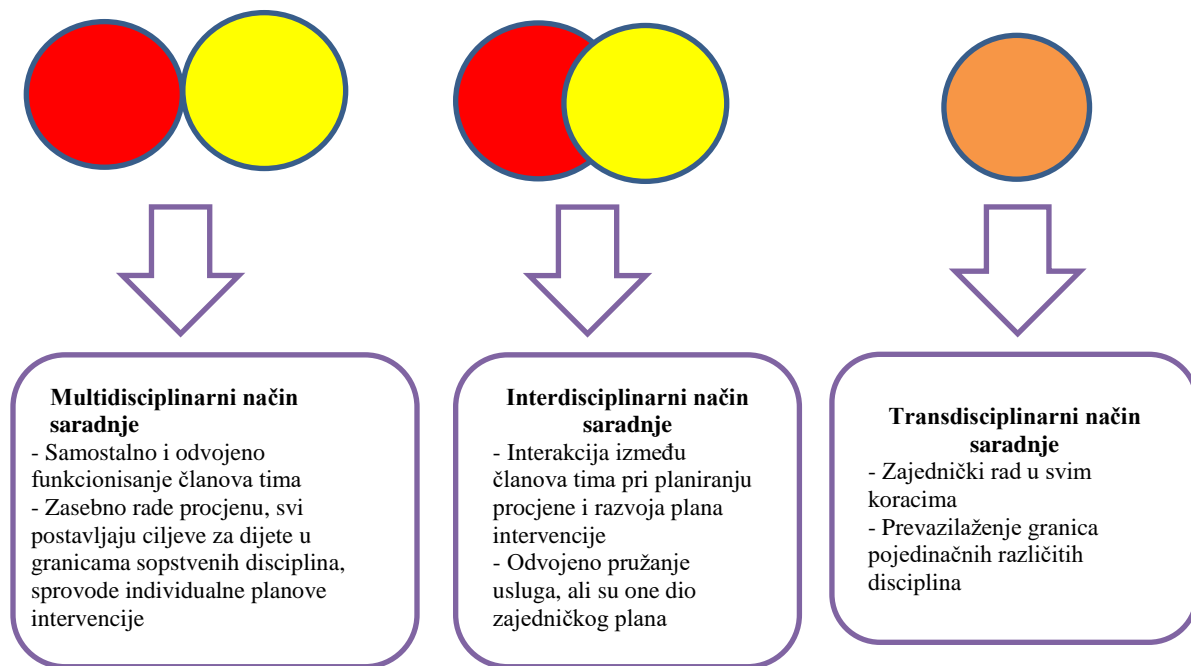 Multidisciplinarni način
saradnje
- Samostalno i odvojeno
funkcionisanje članova tima
- Zasebno rade procjenu, svi
postavljaju ciljeve za dijete u
granicama sopstvenih disciplina,
sprovode individualne planove
intervencije
Interdisciplinarni način
saradnje
- Interakcija između
članova tima pri planiranju
procjene i razvoja plana
intervencije
- Odvojeno pružanje
usluga, ali su one dio
zajedničkog plana
Transdisciplinarni način
saradnje
- Zajednički rad u svim
koracima
- Prevazilaženje granica
pojedinačnih različitih
disciplina